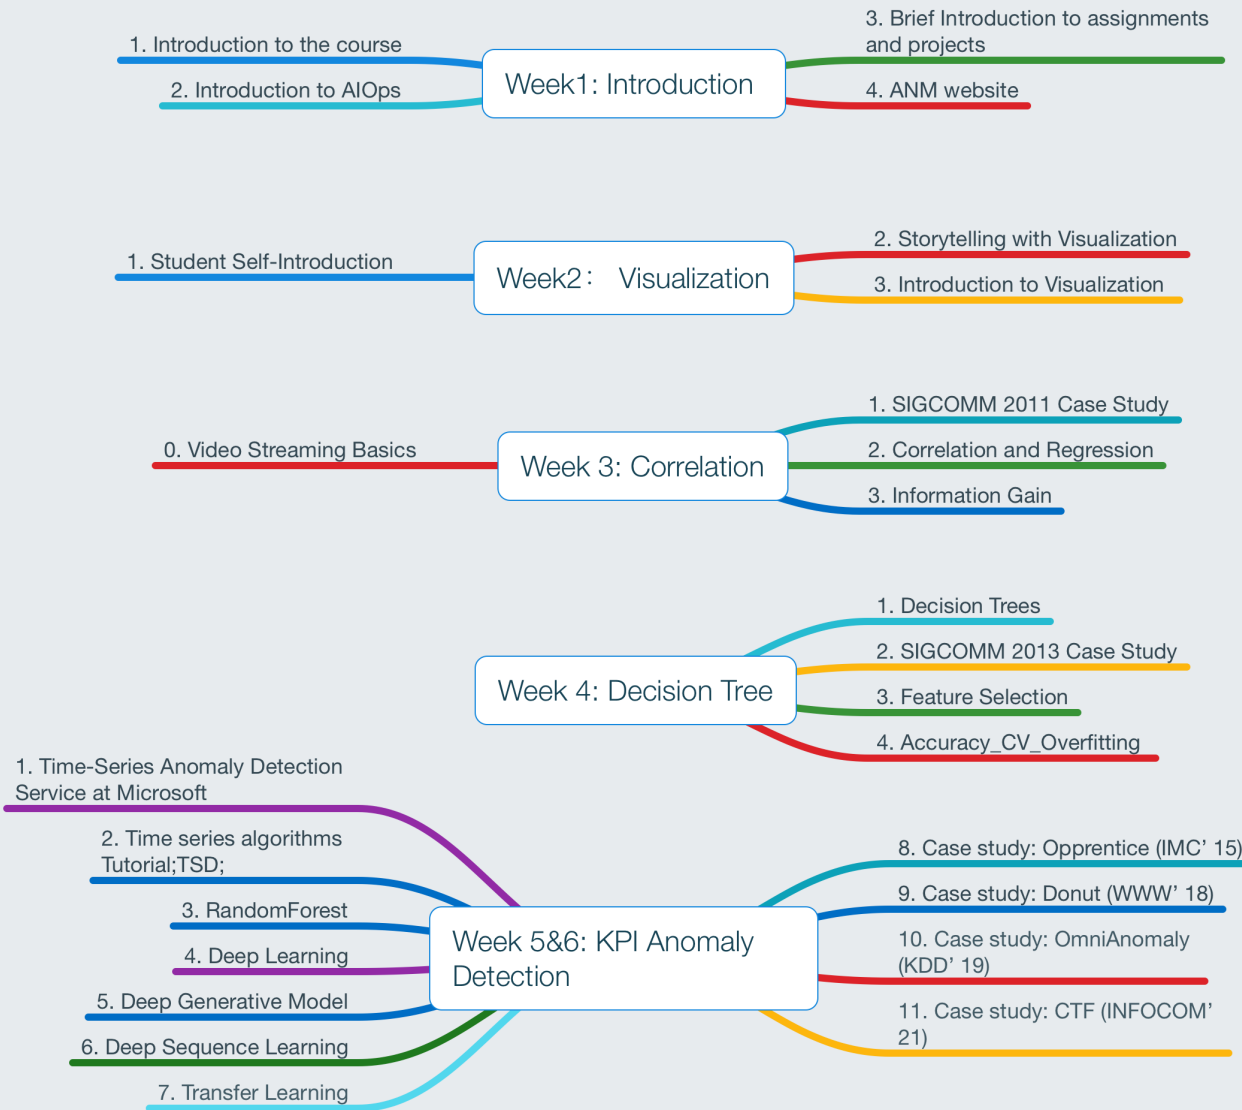 1. Introduction to the course
2. Introduction to AIOps
Week1: Introduction
3. Brief Introduction to assignments
and projects
4. ANM website
1. Student Self-Introduction
Week2： Visualization
2. Storytelling with Visualization
3. Introduction to Visualization
0. Video Streaming Basics
Week 3: Correlation
1. SIGCOMM 2011 Case Study
2. Correlation and Regression
3. Information Gain
Week 4: Decision Tree
1. Decision Trees
2. SIGCOMM 2013 Case Study
3. Feature Selection
4. Accuracy_CV_Overfitting
1. Time-Series Anomaly Detection
Service at Microsoft
2. Time series algorithms
Tutorial;TSD;
3. RandomForest
4. Deep Learning
5. Deep Generative Model
6. Deep Sequence Learning
7. Transfer Learning
Week 5&6: KPI Anomaly
Detection
8. Case study: Opprentice (IMC’ 15)
9. Case study: Donut (WWW’ 18)
10. Case study: OmniAnomaly
(KDD’ 19)
11. Case study: CTF (INFOCOM’
21)